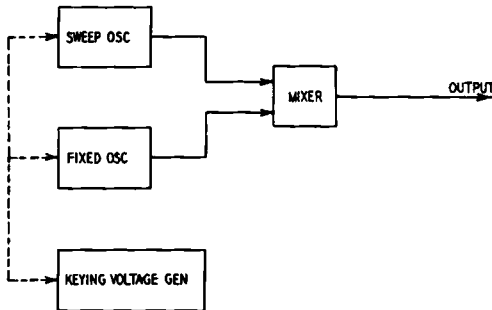 SWEEP OSC
OUTPUT
MIXER
FIXED OSC
KEYING VOLTAGE GEN